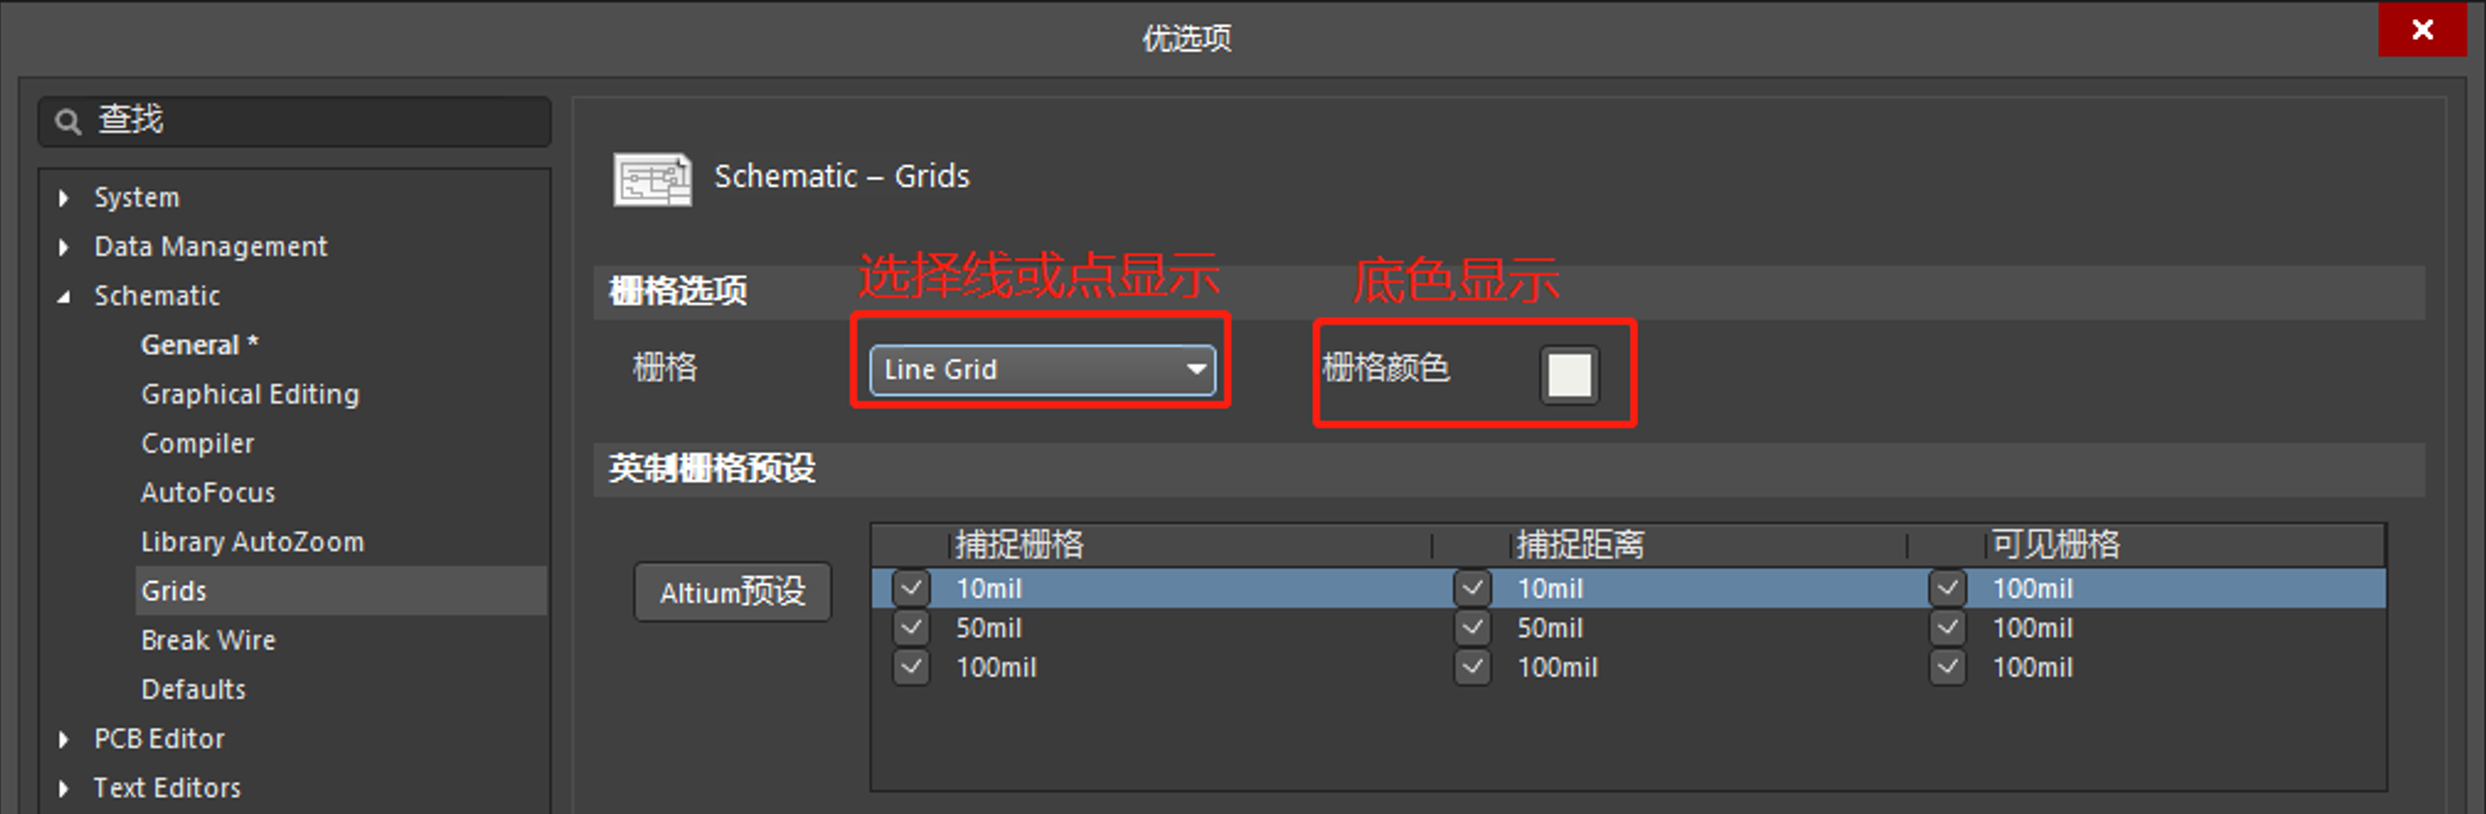 优选项
查找
System
Data Management
Schematic
General *
Graphical Editing
Compiler
AutoFocus
Library AutoZoom
Grids
Break Wire
Defaults
PCB Editor
Text Editors
Schematic – Grids
选择线或点显示
底色显示
栅格选项
栅格 Line Grid 栅格颜色
英制栅格预设
Altium预设
捕捉栅格 捕捉距离 可见栅格
10mil 10mil 100mil
50mil 50mil 100mil
100mil 100mil 100mil